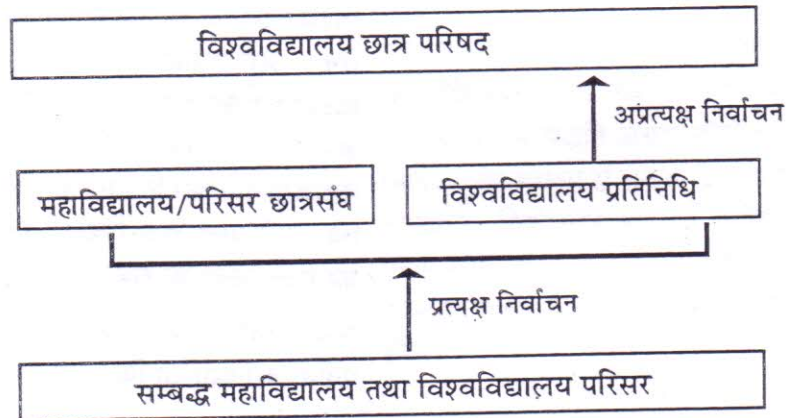 विश्वविद्यालय छात्र परिषद
अप्रत्यक्ष निर्वाचन
महाविद्यालय/परिसर छात्रसंघ
विश्वविद्यालय प्रतिनिधि
प्रत्यक्ष निर्वाचन
सम्बद्ध महाविद्यालय तथा विश्वविद्यालय परिसर